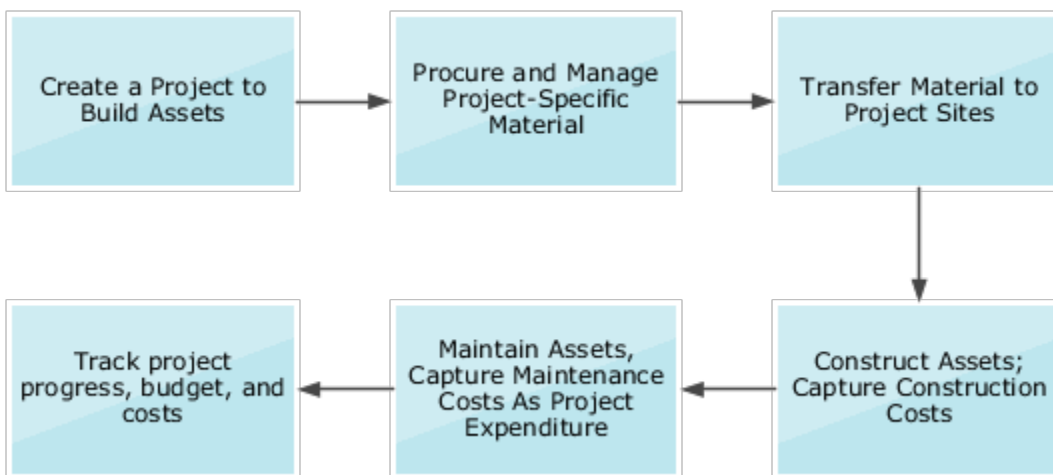 Create a Project to
Build Assets
Procure and Manage
Project-Specific
Material
Transfer Material to
Project Sites
Construct Assets;
Capture Construction
Costs
Maintain Assets,
Capture Maintenance
Costs As Project
Expenditure
Track project
progress, budget, and
costs